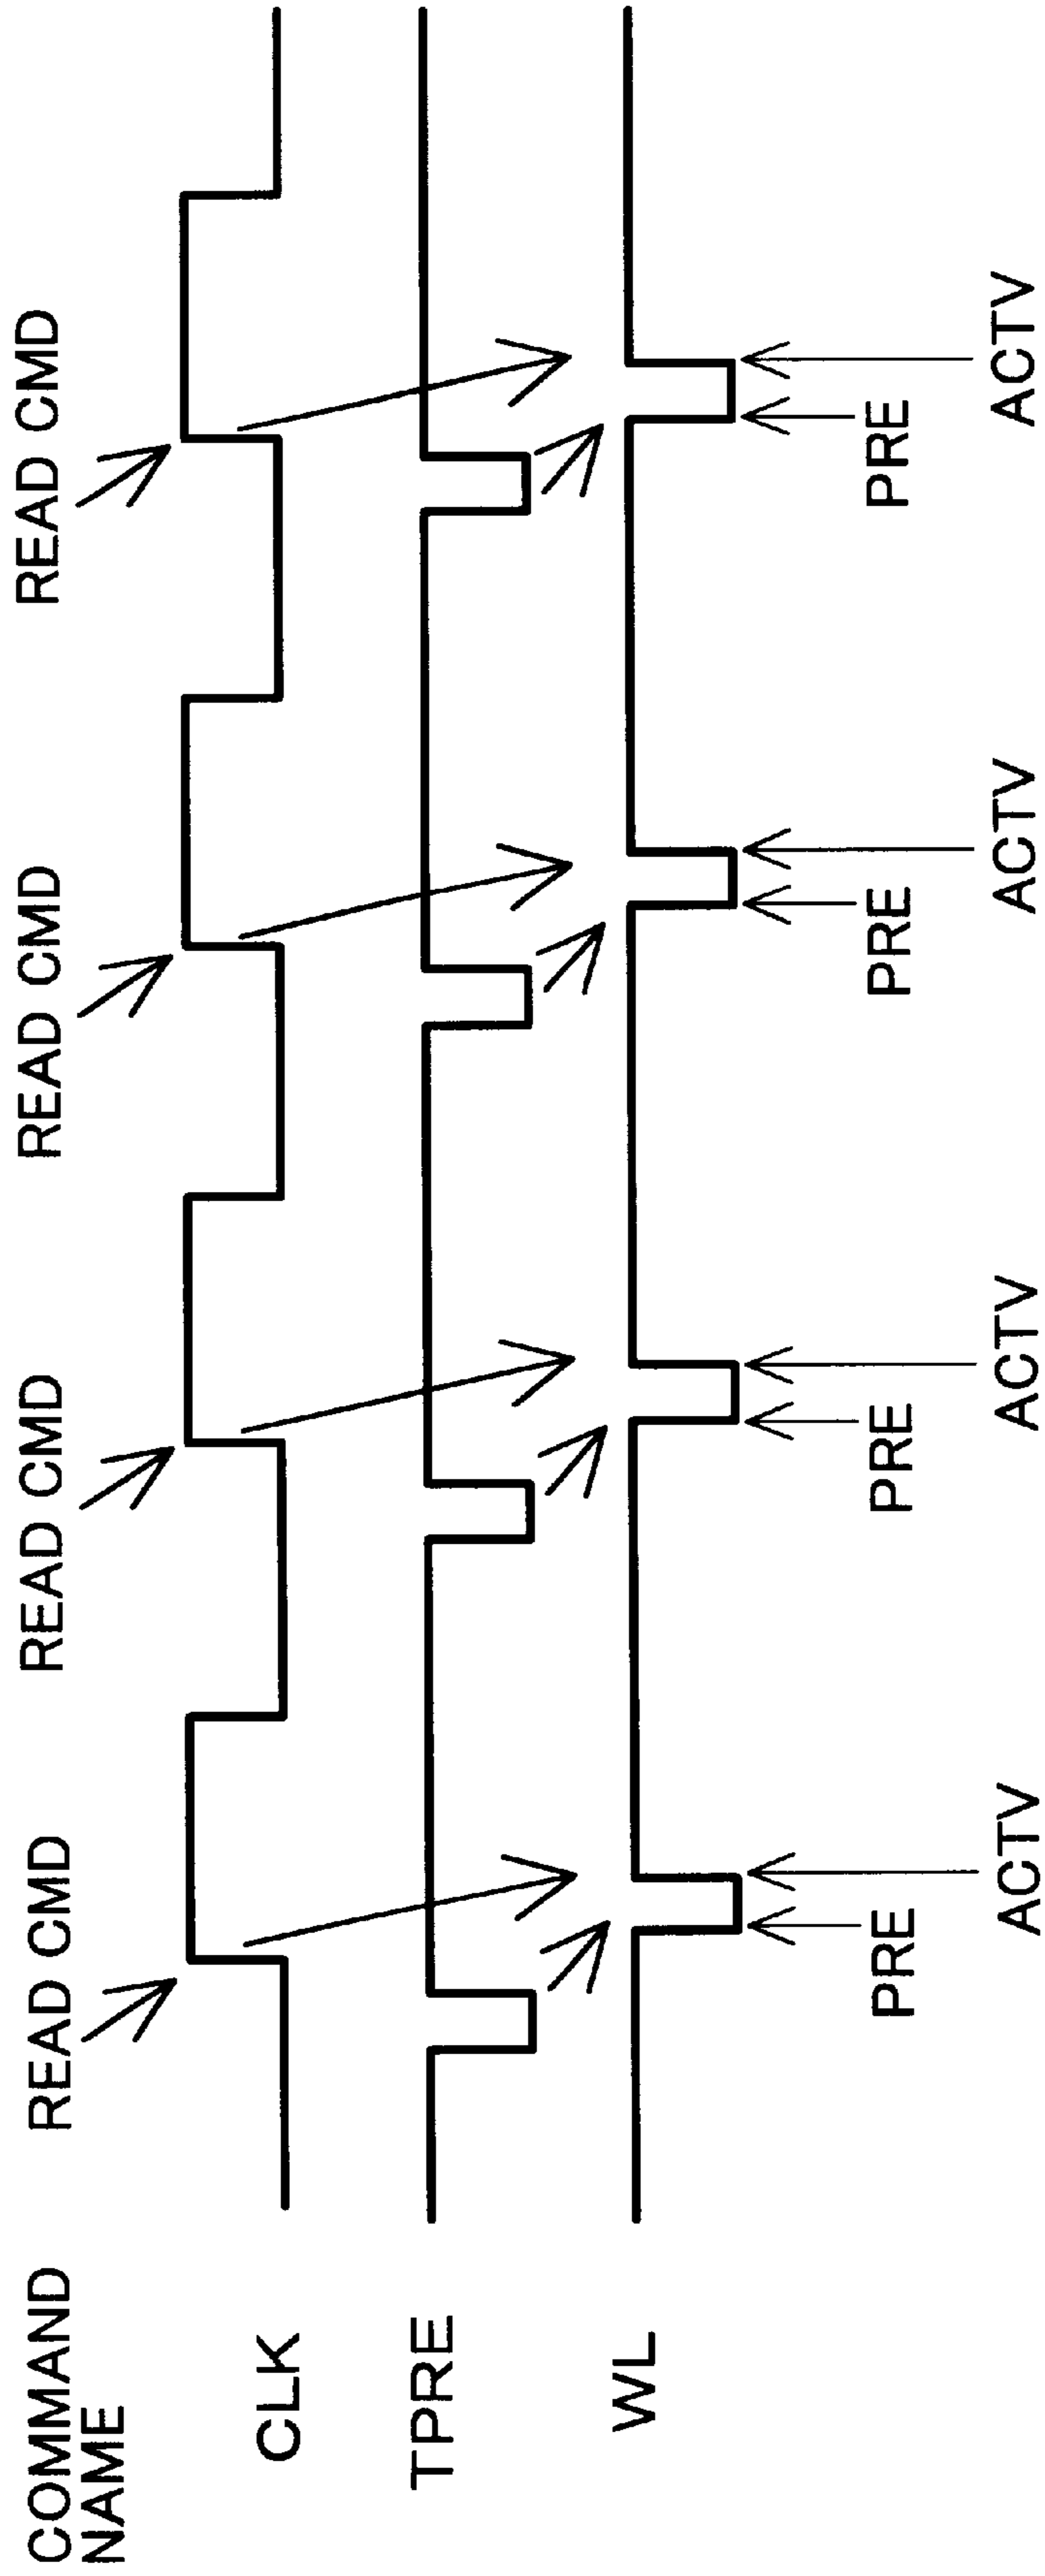 COMMAND
NAME
READ CMD
READ CMD
READ CMD
READ CMD
CLK
TPRE
WL
PRE
PRE
PRE
PRE
ACTV
ACTV
ACTV
ACTV